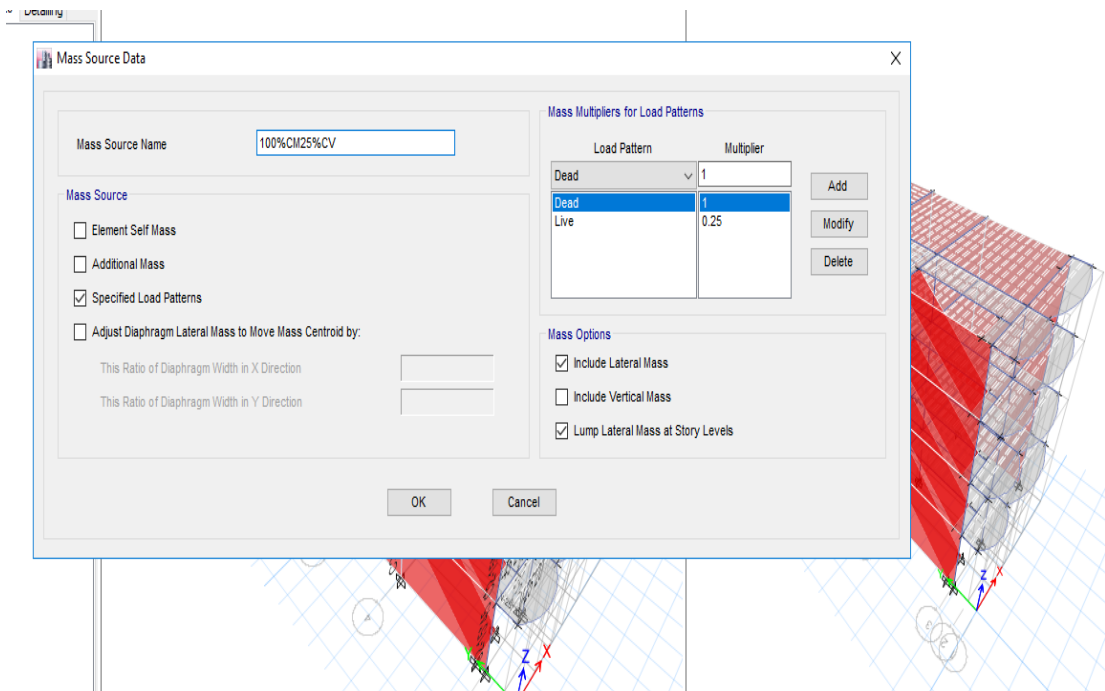 Detailing
Mass Source Data
X
Mass Source Name
100%CM25%CV
Mass Source
Element Self Mass
Additional Mass
Specified Load Patterns
Adjust Diaphragm Lateral Mass to Move Mass Centroid by:
This Ratio of Diaphragm Width in X Direction
This Ratio of Diaphragm Width in Y Direction
Mass Multipliers for Load Patterns
Load Pattern Multiplier
Dead 1
Add
Dead 1
Live 0.25
Modify
Delete
Mass Options
Include Lateral Mass
Include Vertical Mass
Lump Lateral Mass at Story Levels
OK Cancel
Z X
Z X